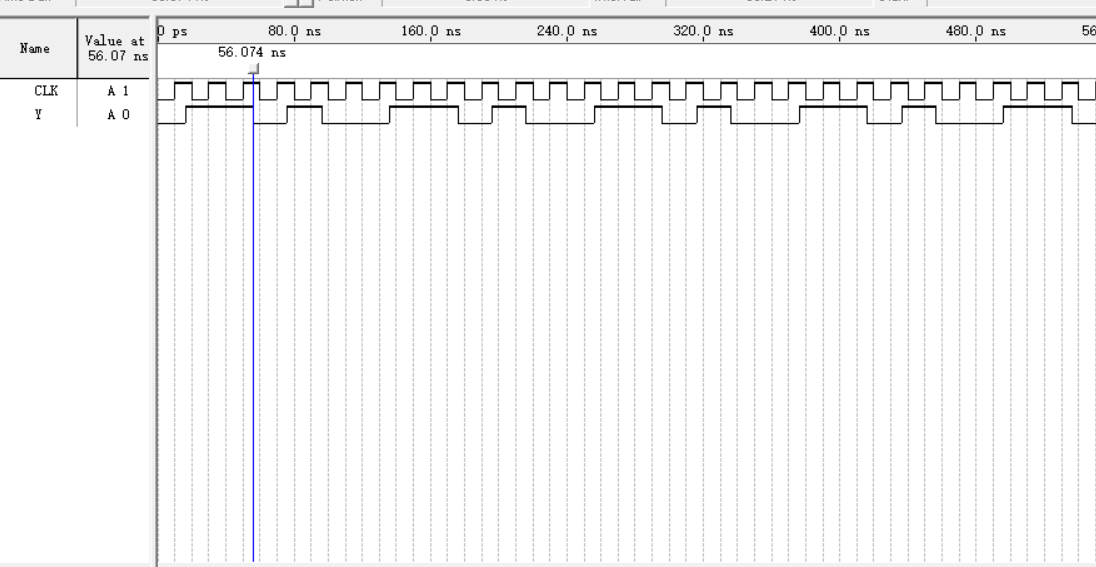 0 ps 80.0 ns 160.0 ns 240.0 ns 320.0 ns 400.0 ns 480.0 ns 56
Name Value at 56.07 ns
56.074 ns
CLK A 1
Y A 0